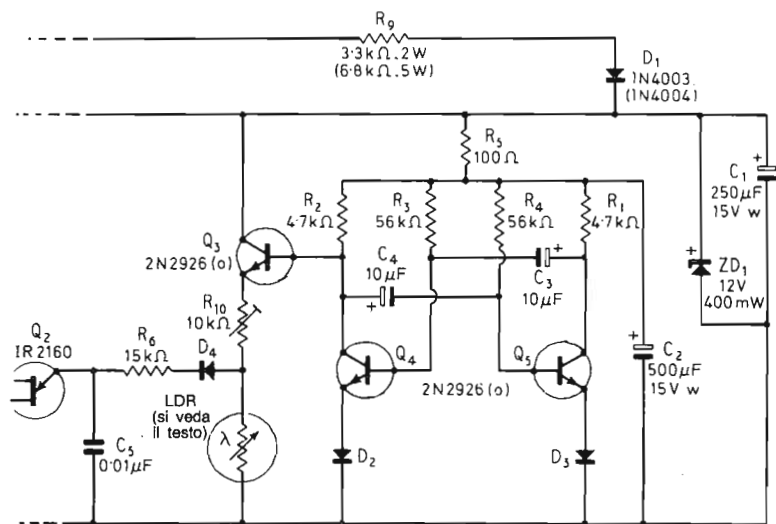 R9
3·3kΩ.2W
(6.8kΩ.5W)
D1
1N4003
(1N4004)
R5
100Ω
R2
4·7kΩ
R3
56kΩ
R4
56kΩ
R1
4·7kΩ
+
C1
250µF
15V w
Q3
2N2926(o)
C4
10µF
+
+
C3
10µF
+
ZD1
12V
400mW
R10
10kΩ
Q2
IR2160
R6
15kΩ
D4
Q4
Q5
2N2926(o)
+
C2
500µF
15V w
LDR
(si veda
il testo)
λ
C5
0·01µF
D2
D3